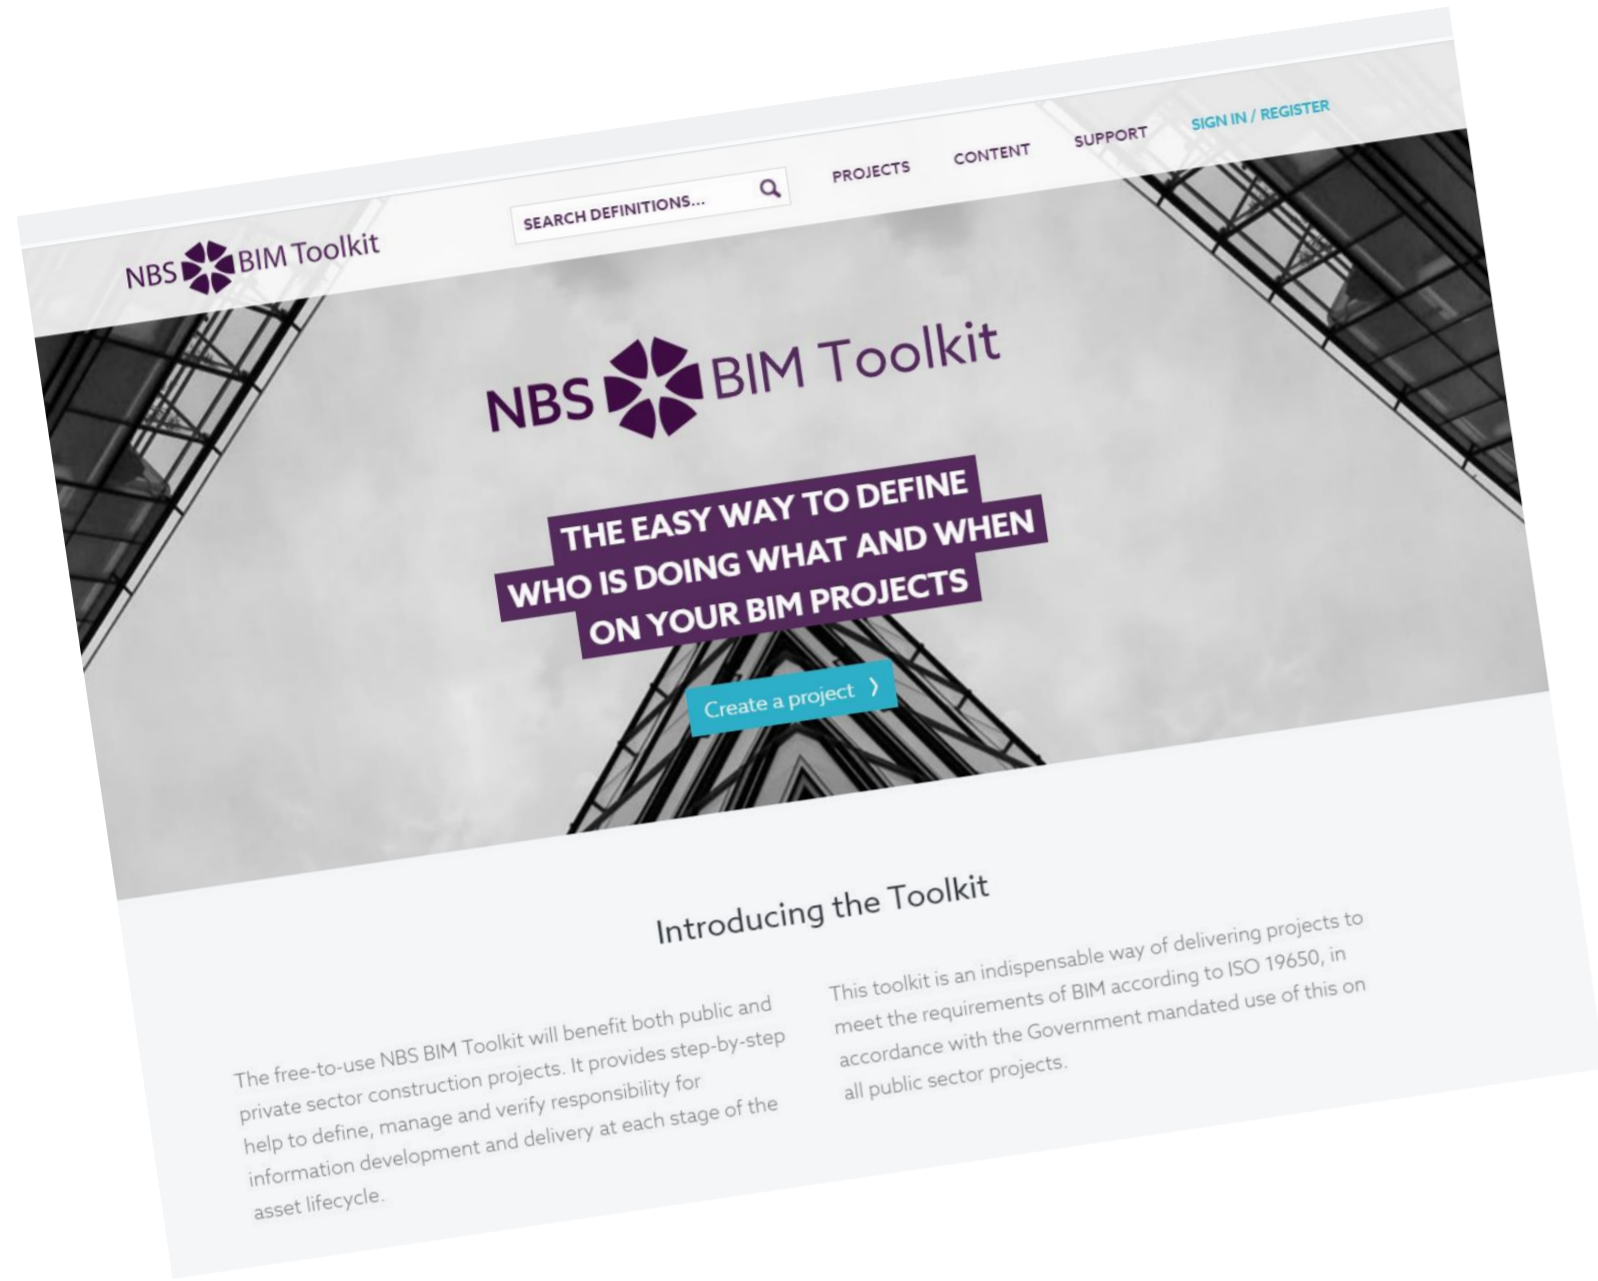 NBS BIM Toolkit
SEARCH DEFINITIONS...
PROJECTS
CONTENT
SUPPORT
SIGN IN / REGISTER
NBS BIM Toolkit
THE EASY WAY TO DEFINE
WHO IS DOING WHAT AND WHEN
ON YOUR BIM PROJECTS
Create a project
Introducing the Toolkit
The free-to-use NBS BIM Toolkit will benefit both public and
private sector construction projects. It provides step-by-step
help to define, manage and verify responsibility for
information development and delivery at each stage of the
asset lifecycle.
This toolkit is an indispensable way of delivering projects to
meet the requirements of BIM according to ISO 19650, in
accordance with the Government mandated use of this on
all public sector projects.